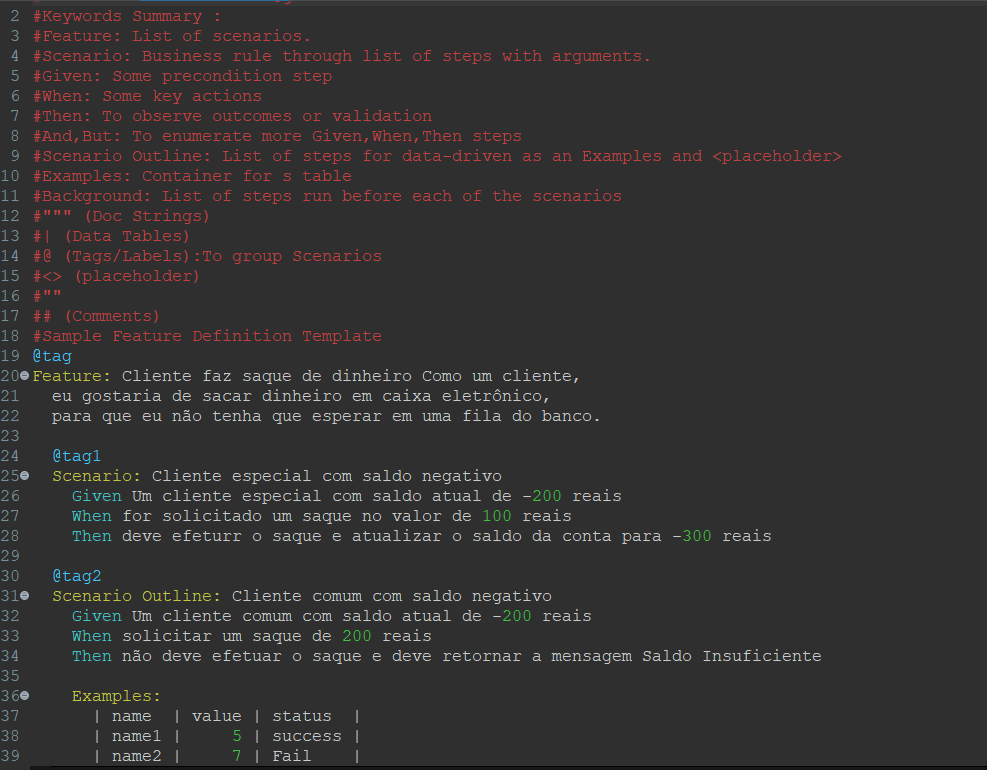 2 #Keywords Summary :
3 #Feature: List of scenarios.
4 #Scenario: Business rule through list of steps with arguments.
5 #Given: Some precondition step
6 #When: Some key actions
7 #Then: To observe outcomes or validation
8 #And,But: To enumerate more Given,When,Then steps
9 #Scenario Outline: List of steps for data-driven as an Examples and <placeholder>
10 #Examples: Container for s table
11 #Background: List of steps run before each of the scenarios
12 #""" (Doc Strings)
13 #| (Data Tables)
14 #@ (Tags/Labels):To group Scenarios
15 #<> (placeholder)
16 #""
17 ## (Comments)
18 #Sample Feature Definition Template
19 @tag
20 Feature: Cliente faz saque de dinheiro Como um cliente,
21   eu gostaria de sacar dinheiro em caixa eletrônico,
22   para que eu não tenha que esperar em uma fila do banco.
23
24   @tag1
25   Scenario: Cliente especial com saldo negativo
26     Given Um cliente especial com saldo atual de -200 reais
27     When for solicitado um saque no valor de 100 reais
28     Then deve efeturr o saque e atualizar o saldo da conta para -300 reais
29
30   @tag2
31   Scenario Outline: Cliente comum com saldo negativo
32     Given Um cliente comum com saldo atual de -200 reais
33     When solicitar um saque de 200 reais
34     Then não deve efetuar o saque e deve retornar a mensagem Saldo Insuficiente
35
36     Examples:
37       | name  | value | status  |
38       | name1 |     5 | success |
39       | name2 |     7 | Fail    |